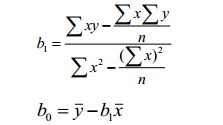 b₁ = (∑xy − (∑x∑y)/n) / (∑x² − (∑x)²/n)
b₀ = ȳ − b₁x̄